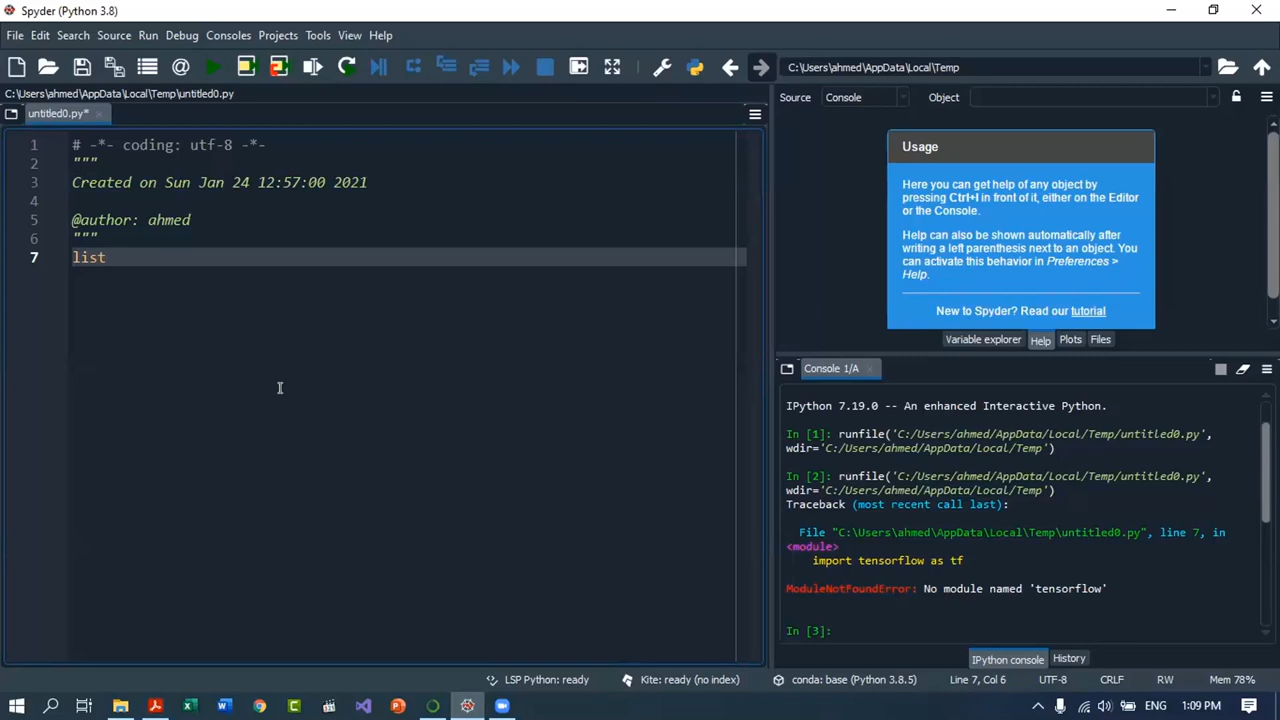 Spyder (Python 3.8)
File Edit Search Source Run Debug Consoles Projects Tools View Help
C:\Users\ahmed\AppData\Local\Temp
C:\Users\ahmed\AppData\Local\Temp\untitled0.py
Source Console Object
untitled0.py*
1 # -*- coding: utf-8 -*-
2 """
3 Created on Sun Jan 24 12:57:00 2021
4
5 @author: ahmed
6 """
7 list
Usage
Here you can get help of any object by
pressing Ctrl+I in front of it, either on the Editor
or the Console.
Help can also be shown automatically after
writing a left parenthesis next to an object. You
can activate this behavior in Preferences >
Help.
New to Spyder? Read our tutorial
Variable explorer Help Plots Files
Console 1/A
IPython 7.19.0 -- An enhanced Interactive Python.
In [1]: runfile('C:/Users/ahmed/AppData/Local/Temp/untitled0.py',
wdir='C:/Users/ahmed/AppData/Local/Temp')
In [2]: runfile('C:/Users/ahmed/AppData/Local/Temp/untitled0.py',
wdir='C:/Users/ahmed/AppData/Local/Temp')
Traceback (most recent call last):
File "C:\Users\ahmed\AppData\Local\Temp\untitled0.py", line 7, in
<module>
import tensorflow as tf
ModuleNotFoundError: No module named 'tensorflow'
In [3]:
IPython console History
LSP Python: ready Kite: ready (no index) conda: base (Python 3.8.5) Line 7, Col 6 UTF-8 CRLF RW Mem 78%
1:09 PM